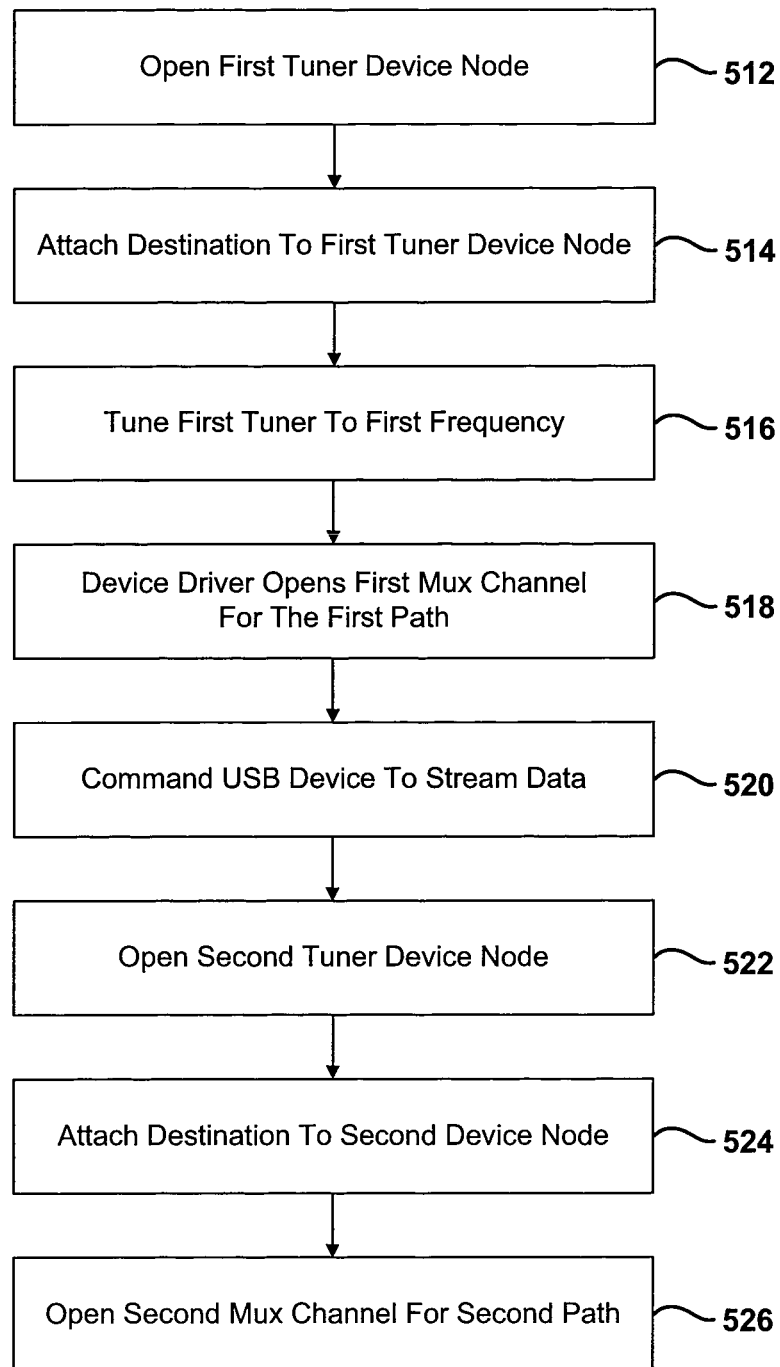 Open First Tuner Device Node
512
Attach Destination To First Tuner Device Node
514
Tune First Tuner To First Frequency
516
Device Driver Opens First Mux Channel
For The First Path
518
Command USB Device To Stream Data
520
Open Second Tuner Device Node
522
Attach Destination To Second Device Node
524
Open Second Mux Channel For Second Path
526